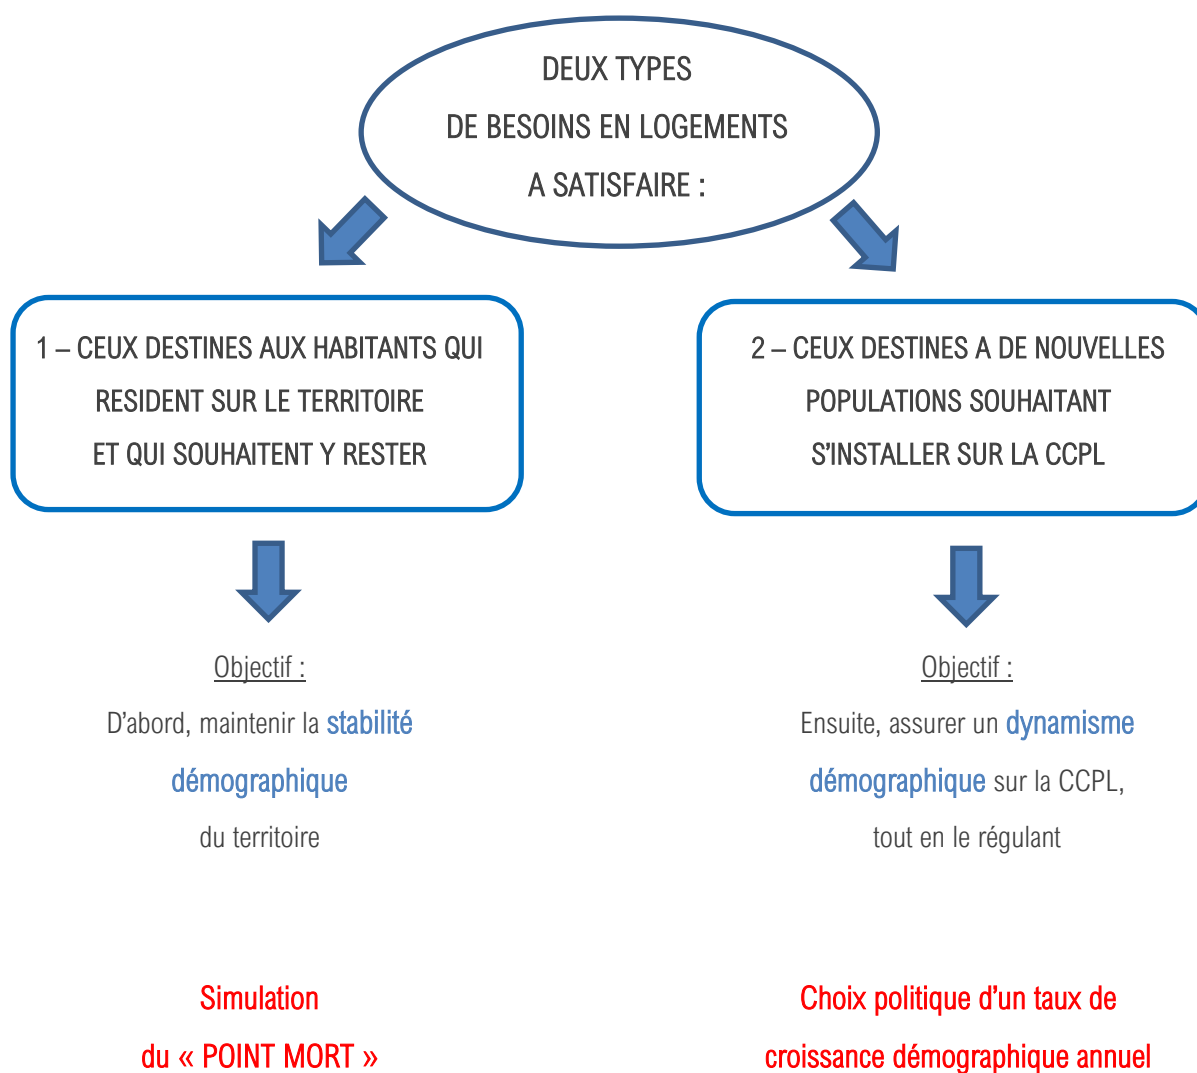 DEUX TYPES
DE BESOINS EN LOGEMENTS
A SATISFAIRE :
1 – CEUX DESTINES AUX HABITANTS QUI
RESIDENT SUR LE TERRITOIRE
ET QUI SOUHAITENT Y RESTER
2 – CEUX DESTINES A DE NOUVELLES
POPULATIONS SOUHAITANT
S'INSTALLER SUR LA CCPL
Objectif :
D'abord, maintenir la stabilité
démographique
du territoire
Objectif :
Ensuite, assurer un dynamisme
démographique sur la CCPL,
tout en le régulant
Simulation
du « POINT MORT »
Choix politique d'un taux de
croissance démographique annuel